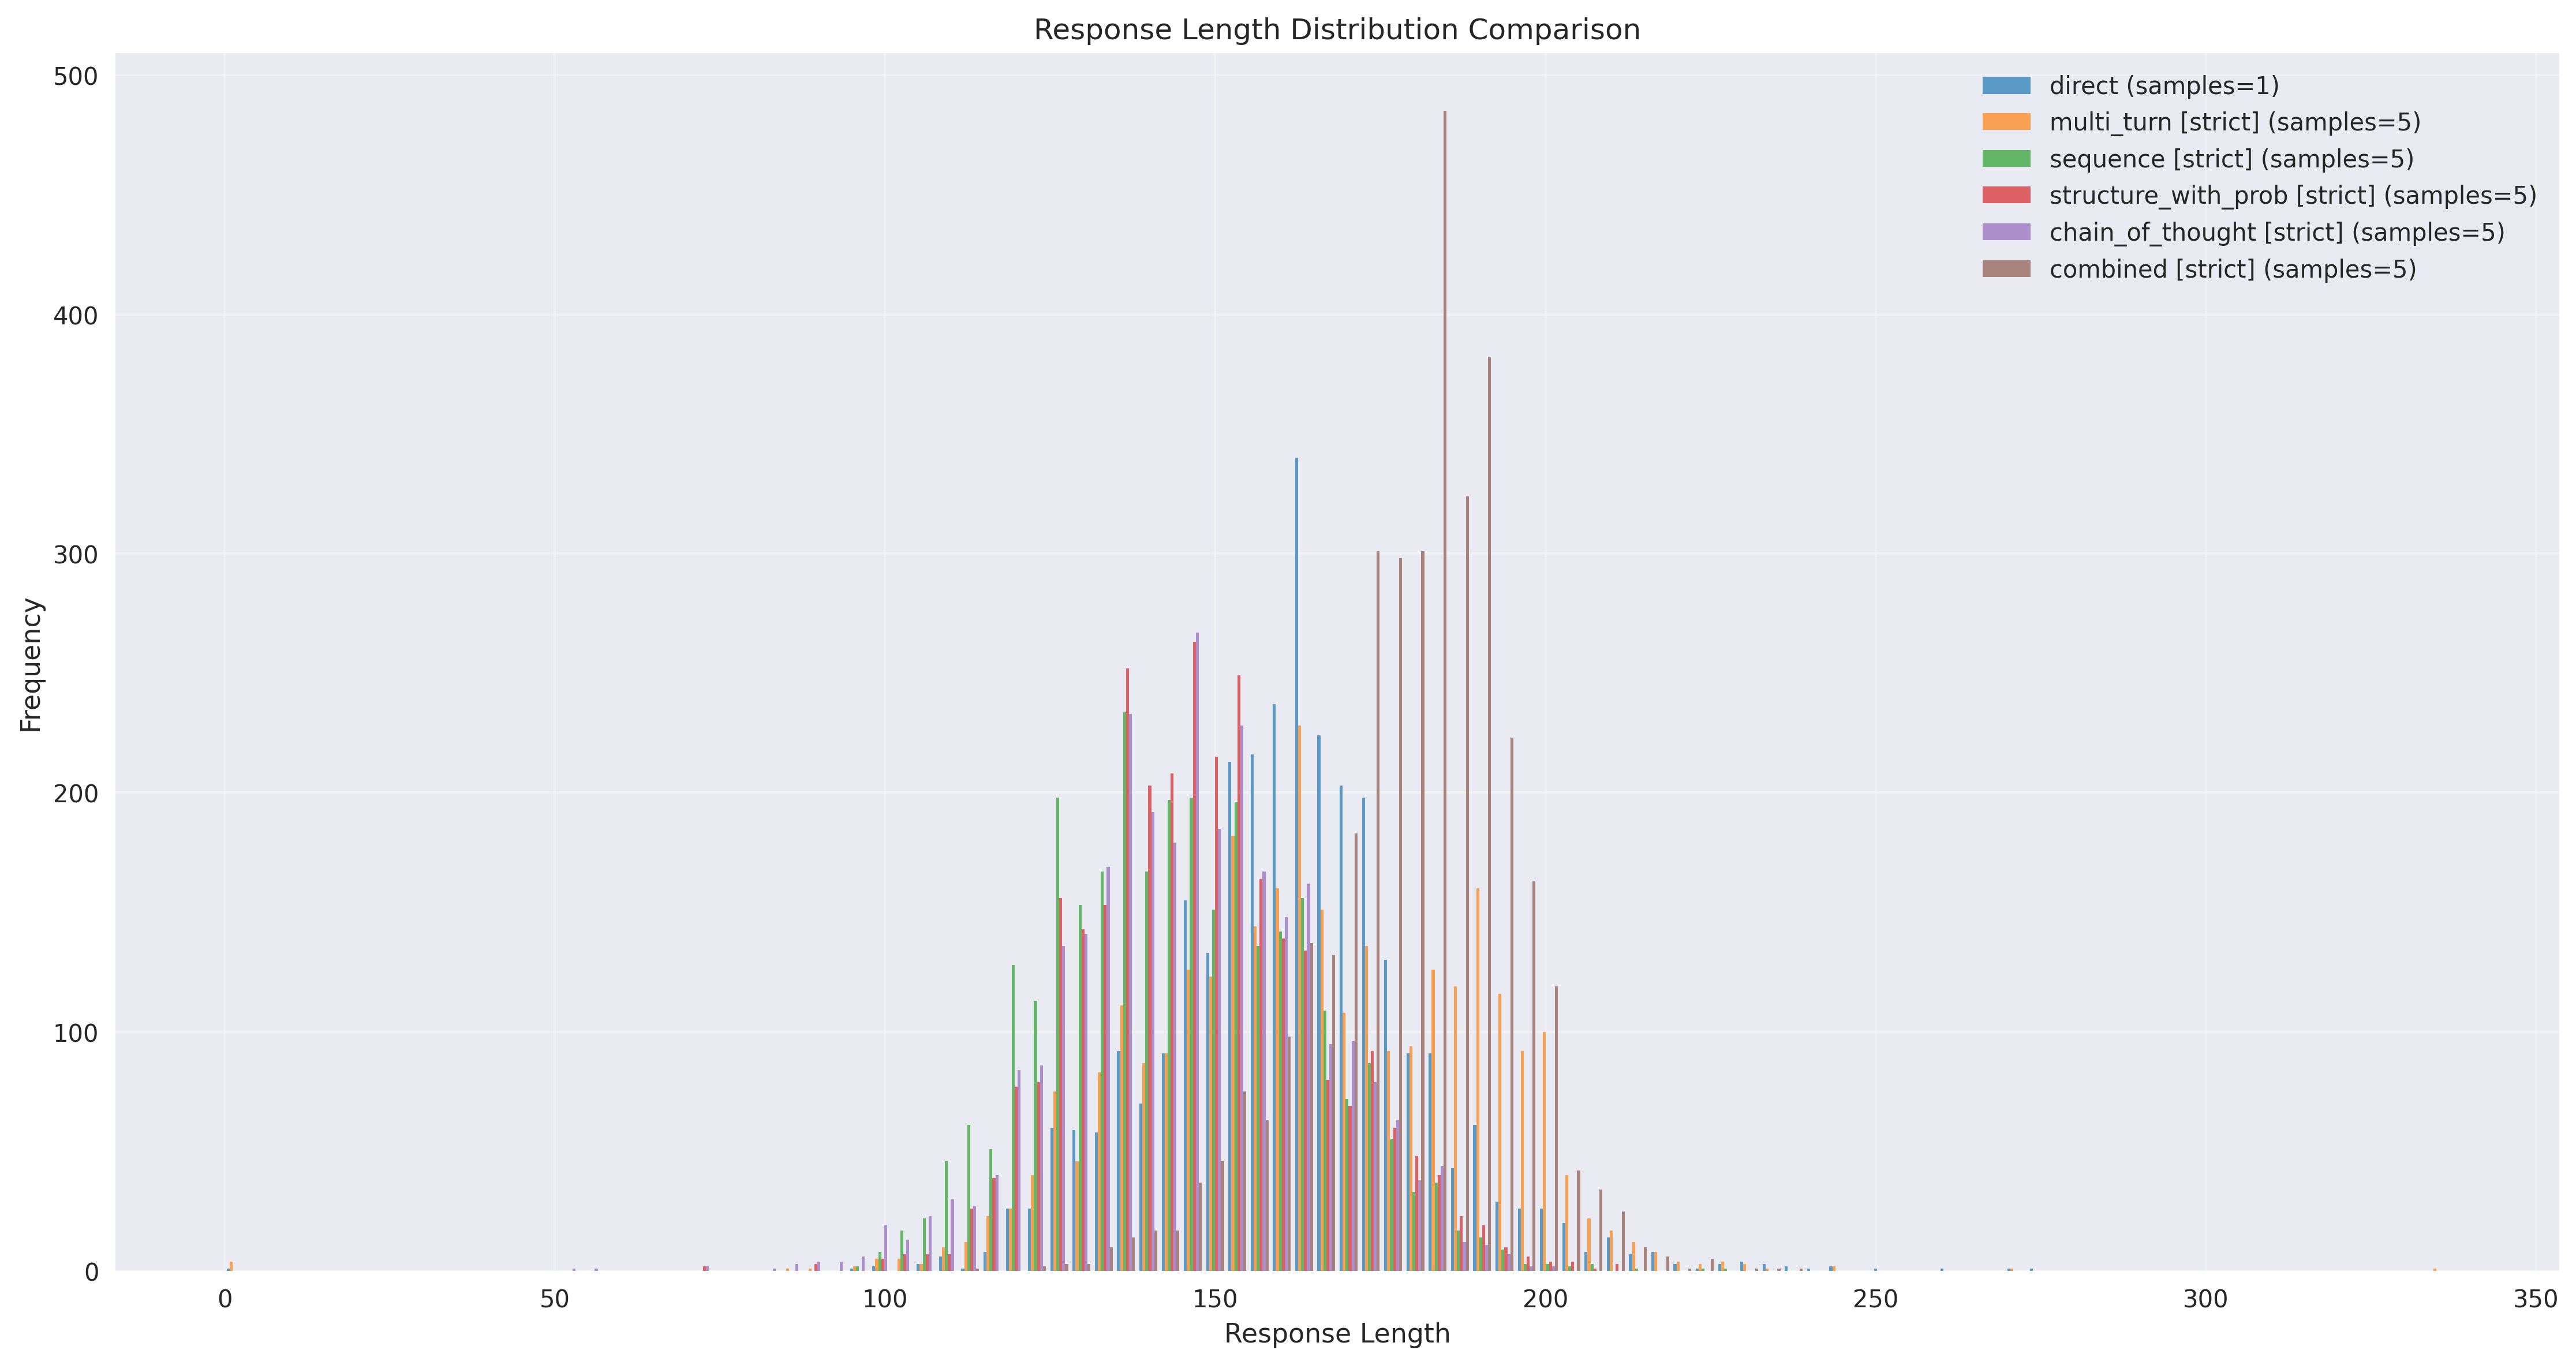 Response Length Distribution Comparison
direct (samples=1)
multi_turn [strict] (samples=5)
sequence [strict] (samples=5)
structure_with_prob [strict] (samples=5)
chain_of_thought [strict] (samples=5)
combined [strict] (samples=5)
Frequency
500
400
300
200
100
0
0 50 100 150 200 250 300 350
Response Length